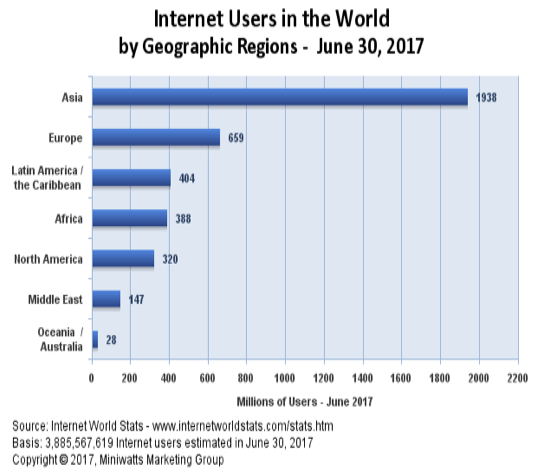 Internet Users in the World
by Geographic Regions - June 30, 2017
Asia
1938
Europe
659
Latin America /
the Caribbean
404
Africa
388
North America
320
Middle East
147
Oceania /
Australia
28
0 200 400 600 800 1000 1200 1400 1600 1800 2000 2200
Millions of Users - June 2017
Source: Internet World Stats - www.internetworldstats.com/stats.htm
Basis: 3,885,567,619 Internet users estimated in June 30, 2017
Copyright © 2017, Miniwatts Marketing Group